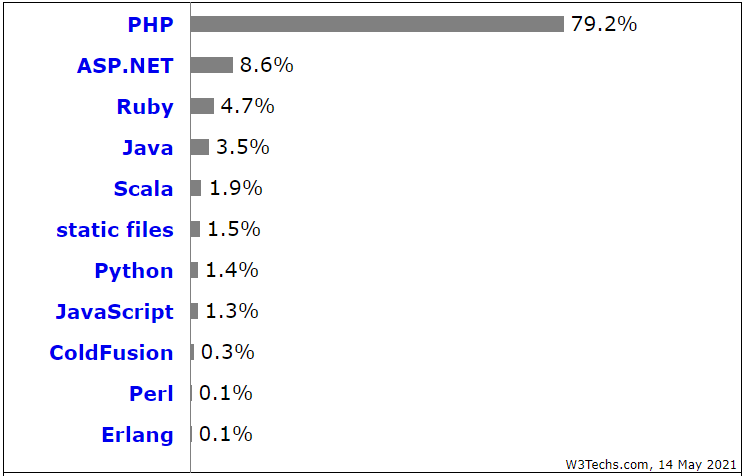 PHP 79.2%
ASP.NET 8.6%
Ruby 4.7%
Java 3.5%
Scala 1.9%
static files 1.5%
Python 1.4%
JavaScript 1.3%
ColdFusion 0.3%
Perl 0.1%
Erlang 0.1%
W3Techs.com, 14 May 2021